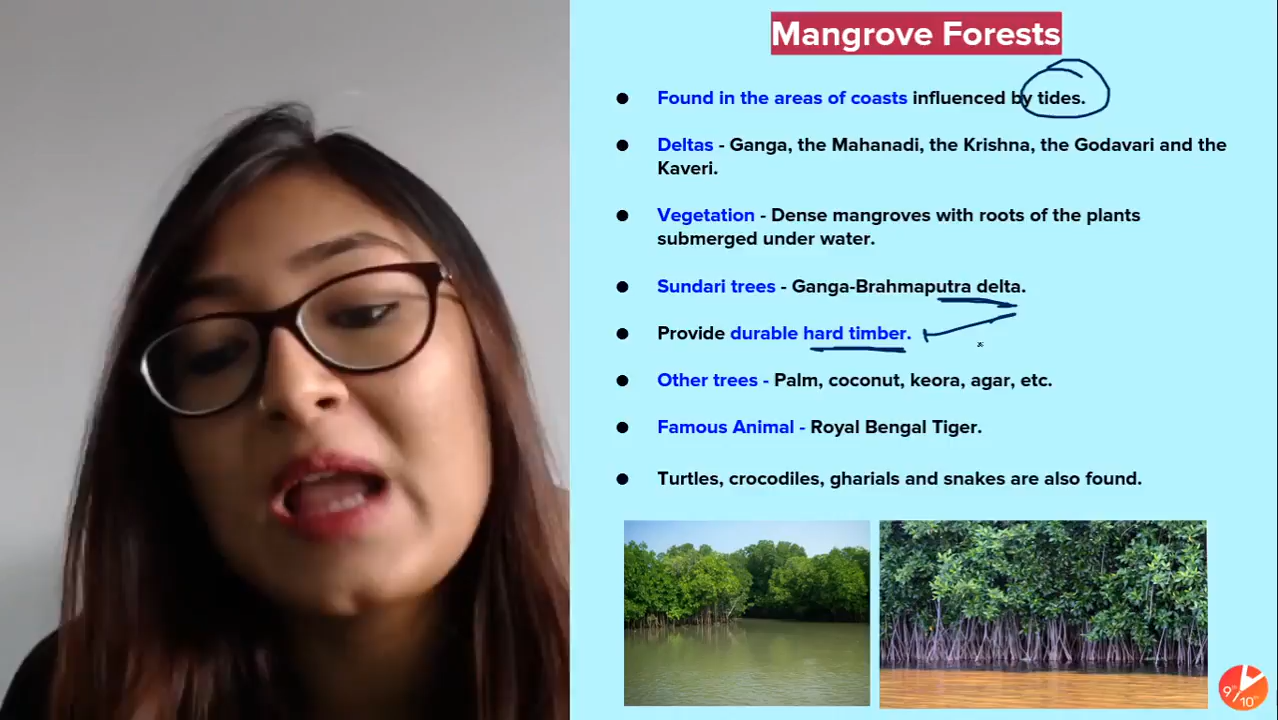 Mangrove Forests
● Found in the areas of coasts influenced by tides.
● Deltas - Ganga, the Mahanadi, the Krishna, the Godavari and the
Kaveri.
● Vegetation - Dense mangroves with roots of the plants
submerged under water.
● Sundari trees - Ganga-Brahmaputra delta.
● Provide durable hard timber.
● Other trees - Palm, coconut, keora, agar, etc.
● Famous Animal - Royal Bengal Tiger.
● Turtles, crocodiles, gharials and snakes are also found.
9th/10th